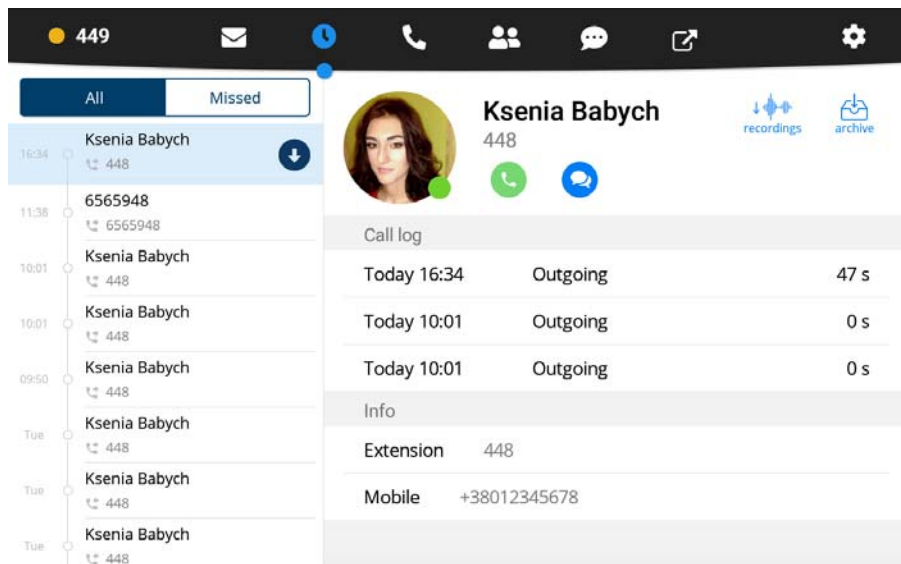 449
All Missed
16:34 Ksenia Babych
448
11:38 6565948
6565948
10:01 Ksenia Babych
448
10:01 Ksenia Babych
448
09:50 Ksenia Babych
448
Tue Ksenia Babych
448
Tue Ksenia Babych
448
Tue Ksenia Babych
448
Ksenia Babych
448
recordings
archive
Call log
Today 16:34 Outgoing 47 s
Today 10:01 Outgoing 0 s
Today 10:01 Outgoing 0 s
Info
Extension 448
Mobile +38012345678